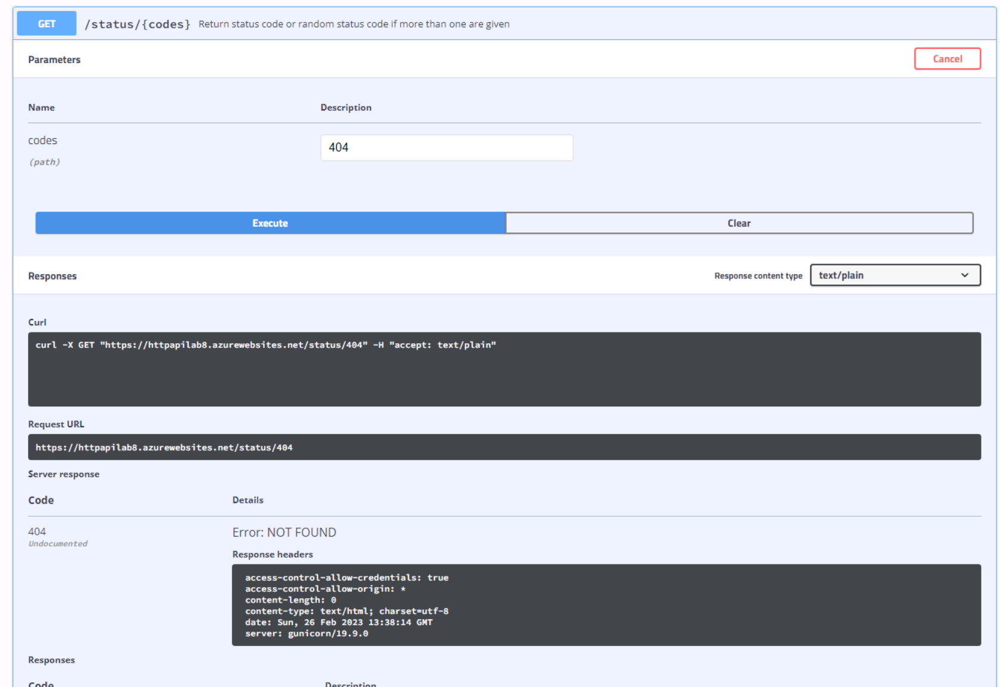 GET /status/{codes} Return status code or random status code if more than one are given
Parameters
Cancel
Name Description
codes
404
(path)
Execute Clear
Responses
Response content type text/plain
Curl
curl -X GET "https://httpapilab8.azurewebsites.net/status/404" -H "accept: text/plain"
Request URL
https://httpapilab8.azurewebsites.net/status/404
Server response
Code Details
404
Undocumented
Error: NOT FOUND
Response headers
access-control-allow-credentials: true
access-control-allow-origin: *
content-length: 0
content-type: text/html; charset=utf-8
date: Sun, 26 Feb 2023 13:38:14 GMT
server: gunicorn/19.9.0
Responses
Code Description